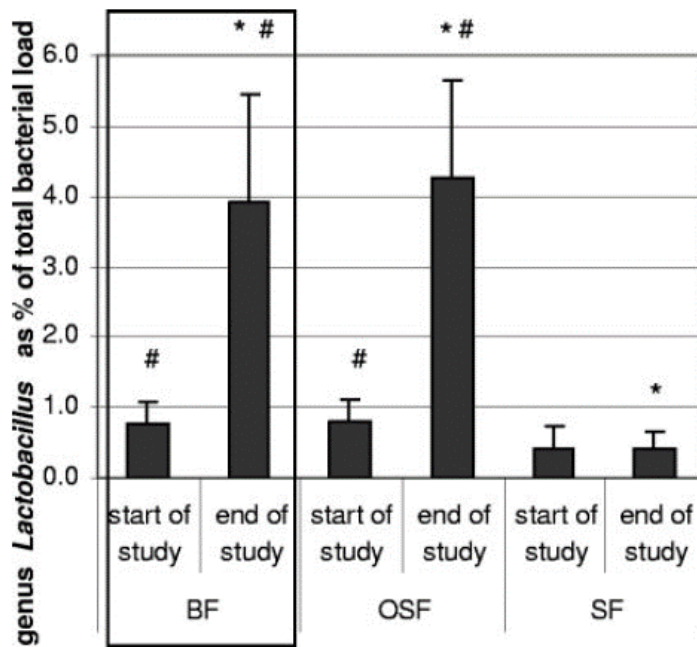 genus Lactobacillus as % of total bacterial load
6.0
5.0
4.0
3.0
2.0
1.0
0.0
* #
* #
#
#
*
start of study
end of study
start of study
end of study
start of study
end of study
BF
OSF
SF